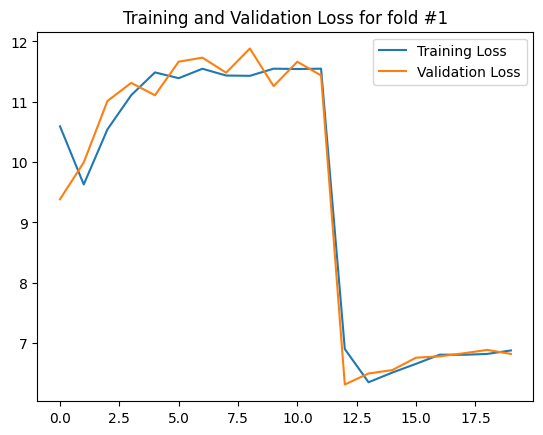 Training and Validation Loss for fold #1
Training Loss
Validation Loss
12
11
10
9
8
7
0.0 2.5 5.0 7.5 10.0 12.5 15.0 17.5